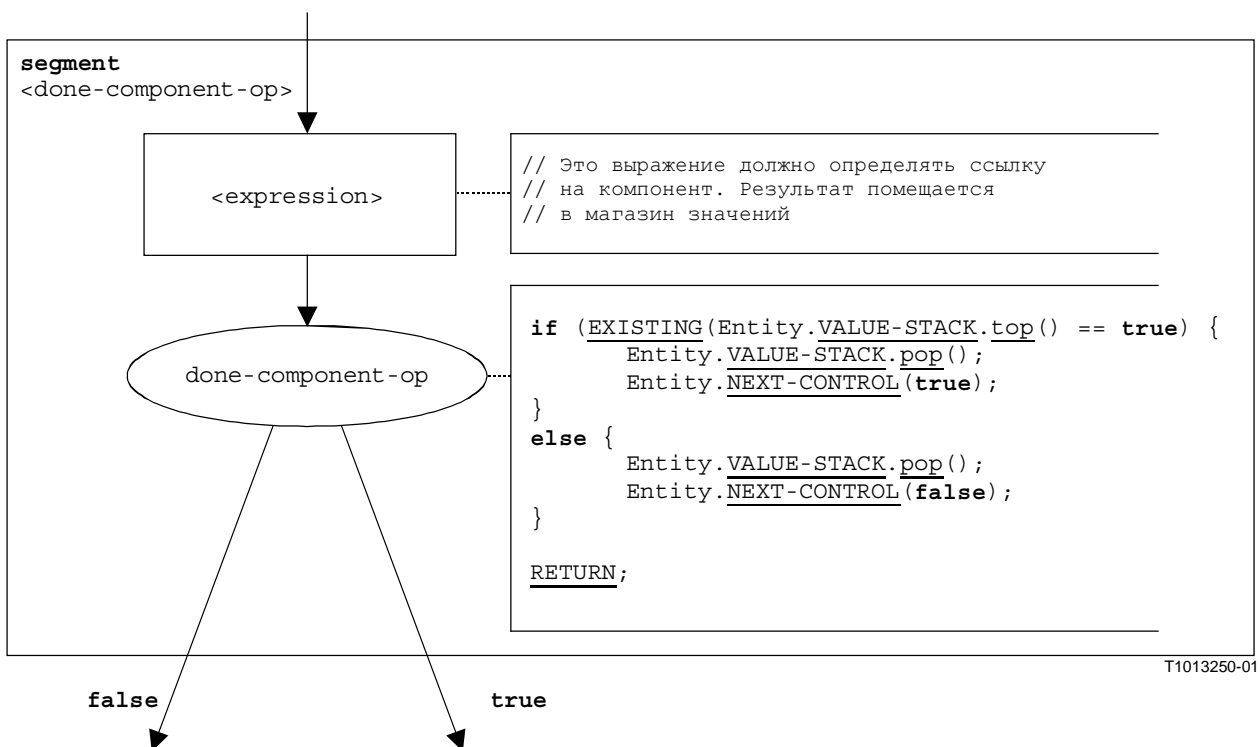 segment
<done-component-op>
<expression>
// Это выражение должно определять ссылку
// на компонент. Результат помещается
// в магазин значений
done-component-op
if (EXISTING(Entity.VALUE-STACK.top() == true) {
Entity.VALUE-STACK.pop();
Entity.NEXT-CONTROL(true);
}
else {
Entity.VALUE-STACK.pop();
Entity.NEXT-CONTROL(false);
}
RETURN;
T1013250-01
false
true